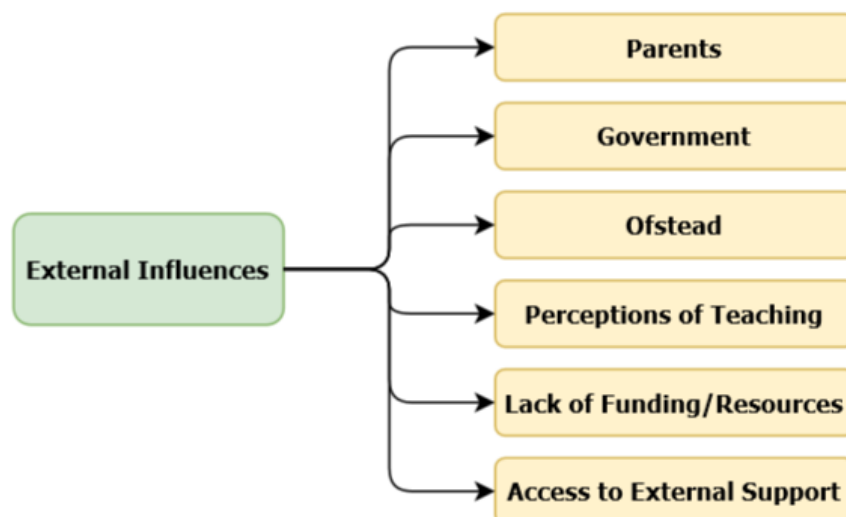 Parents
Government
Ofstead
External Influences
Perceptions of Teaching
Lack of Funding/Resources
Access to External Support